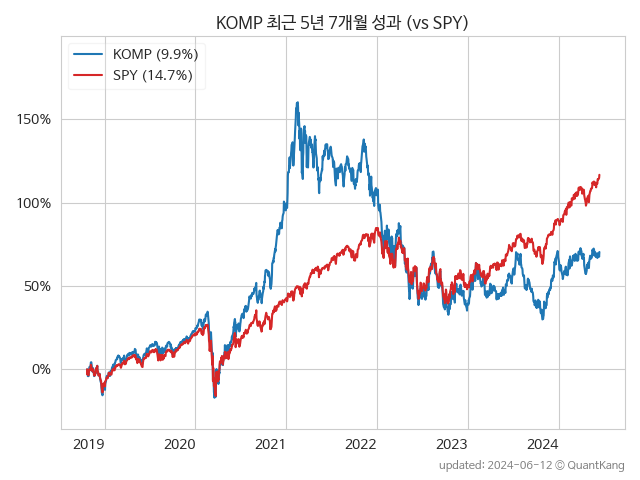 KOMP 최근 5년 7개월 성과 (vs SPY)
KOMP (9.9%)
SPY (14.7%)
150%
100%
50%
0%
2019 2020 2021 2022 2023 2024
updated: 2024-06-12 © QuantKang